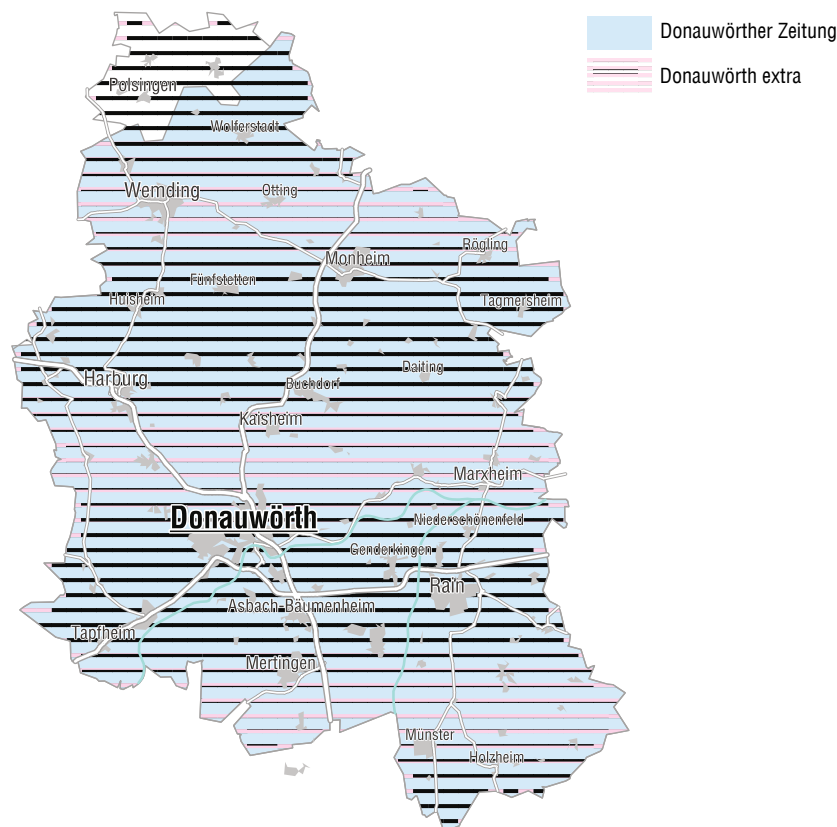 Donauwörther Zeitung
Donauwörth extra
Polsingen
Wolferstadt
Wemding
Otting
Rögling
Monheim
Fünfstetten
Huisheim
Tagmersheim
Daiting
Harburg
Buchdorf
Kaisheim
Marxheim
Donauwörth
Niederschönenfeld
Genderkingen
Rain
Asbach-Bäumenheim
Tapfheim
Mertingen
Münster
Holzheim